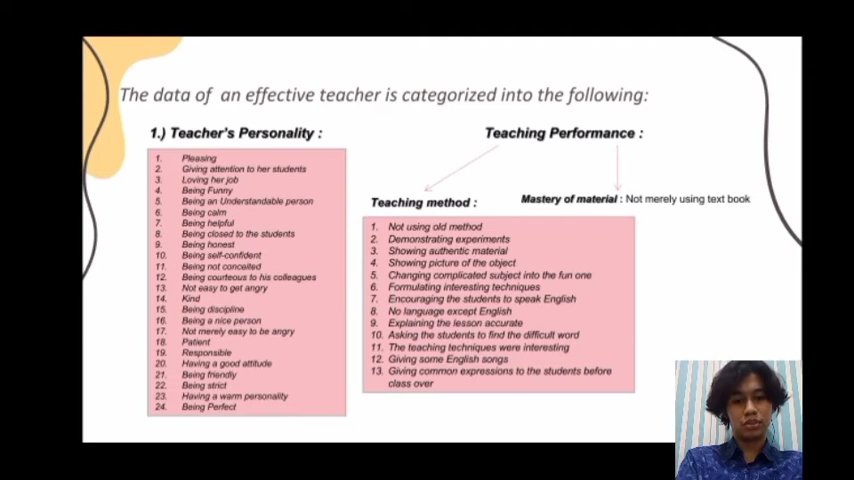 The data of an effective teacher is categorized into the following:
1.) Teacher's Personality :
1. Pleasing
2. Giving attention to her students
3. Loving her job
4. Being Funny
5. Being an Understandable person
6. Being calm
7. Being helpful
8. Being closed to the students
9. Being honest
10. Being self-confident
11. Being not conceited
12. Being courteous to his colleagues
13. Not easy to get angry
14. Kind
15. Being discipline
16. Being a nice person
17. Not merely easy to be angry
18. Patient
19. Responsible
20. Having a good attitude
21. Being friendly
22. Being strict
23. Having a warm personality
24. Being Perfect
Teaching Performance :
Teaching method :
1. Not using old method
2. Demonstrating experiments
3. Showing authentic material
4. Showing picture of the object
5. Changing complicated subject into the fun one
6. Formulating interesting techniques
7. Encouraging the students to speak English
8. No language except English
9. Explaining the lesson accurate
10. Asking the students to find the difficult word
11. The teaching techniques were interesting
12. Giving some English songs
13. Giving common expressions to the students before
class over
Mastery of material : Not merely using text book